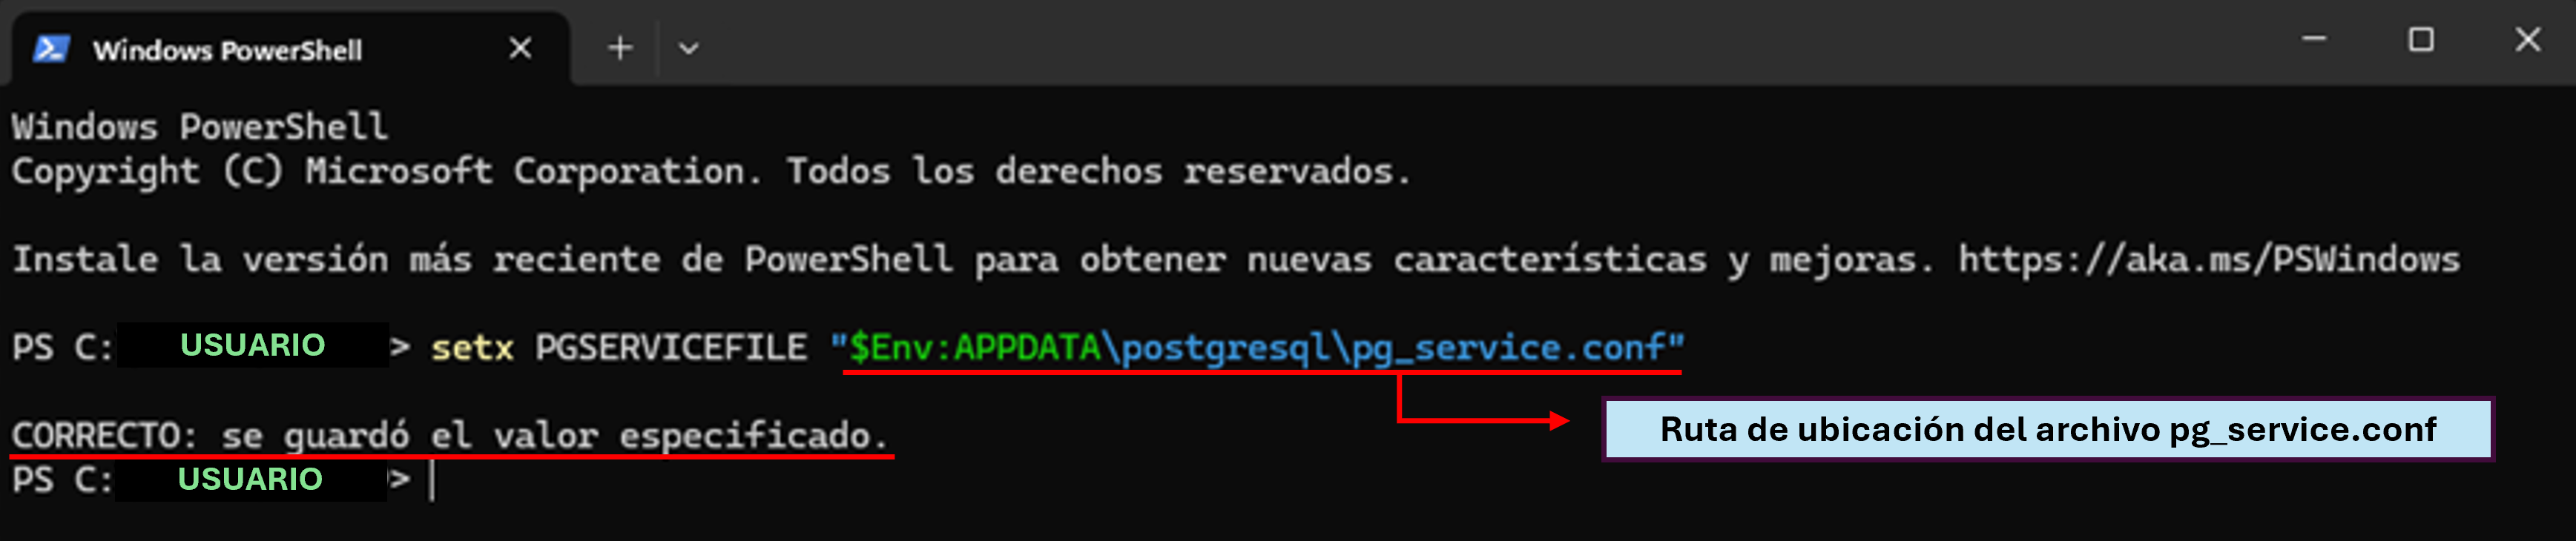 Windows PowerShell
Windows PowerShell
Copyright (C) Microsoft Corporation. Todos los derechos reservados.
Instale la versión más reciente de PowerShell para obtener nuevas características y mejoras. https://aka.ms/PSWindows
PS C: USUARIO > setx PGSERVICEFILE "$Env:APPDATA\postgresql\pg_service.conf"
CORRECTO: se guardó el valor especificado.
Ruta de ubicación del archivo pg_service.conf
PS C: USUARIO >